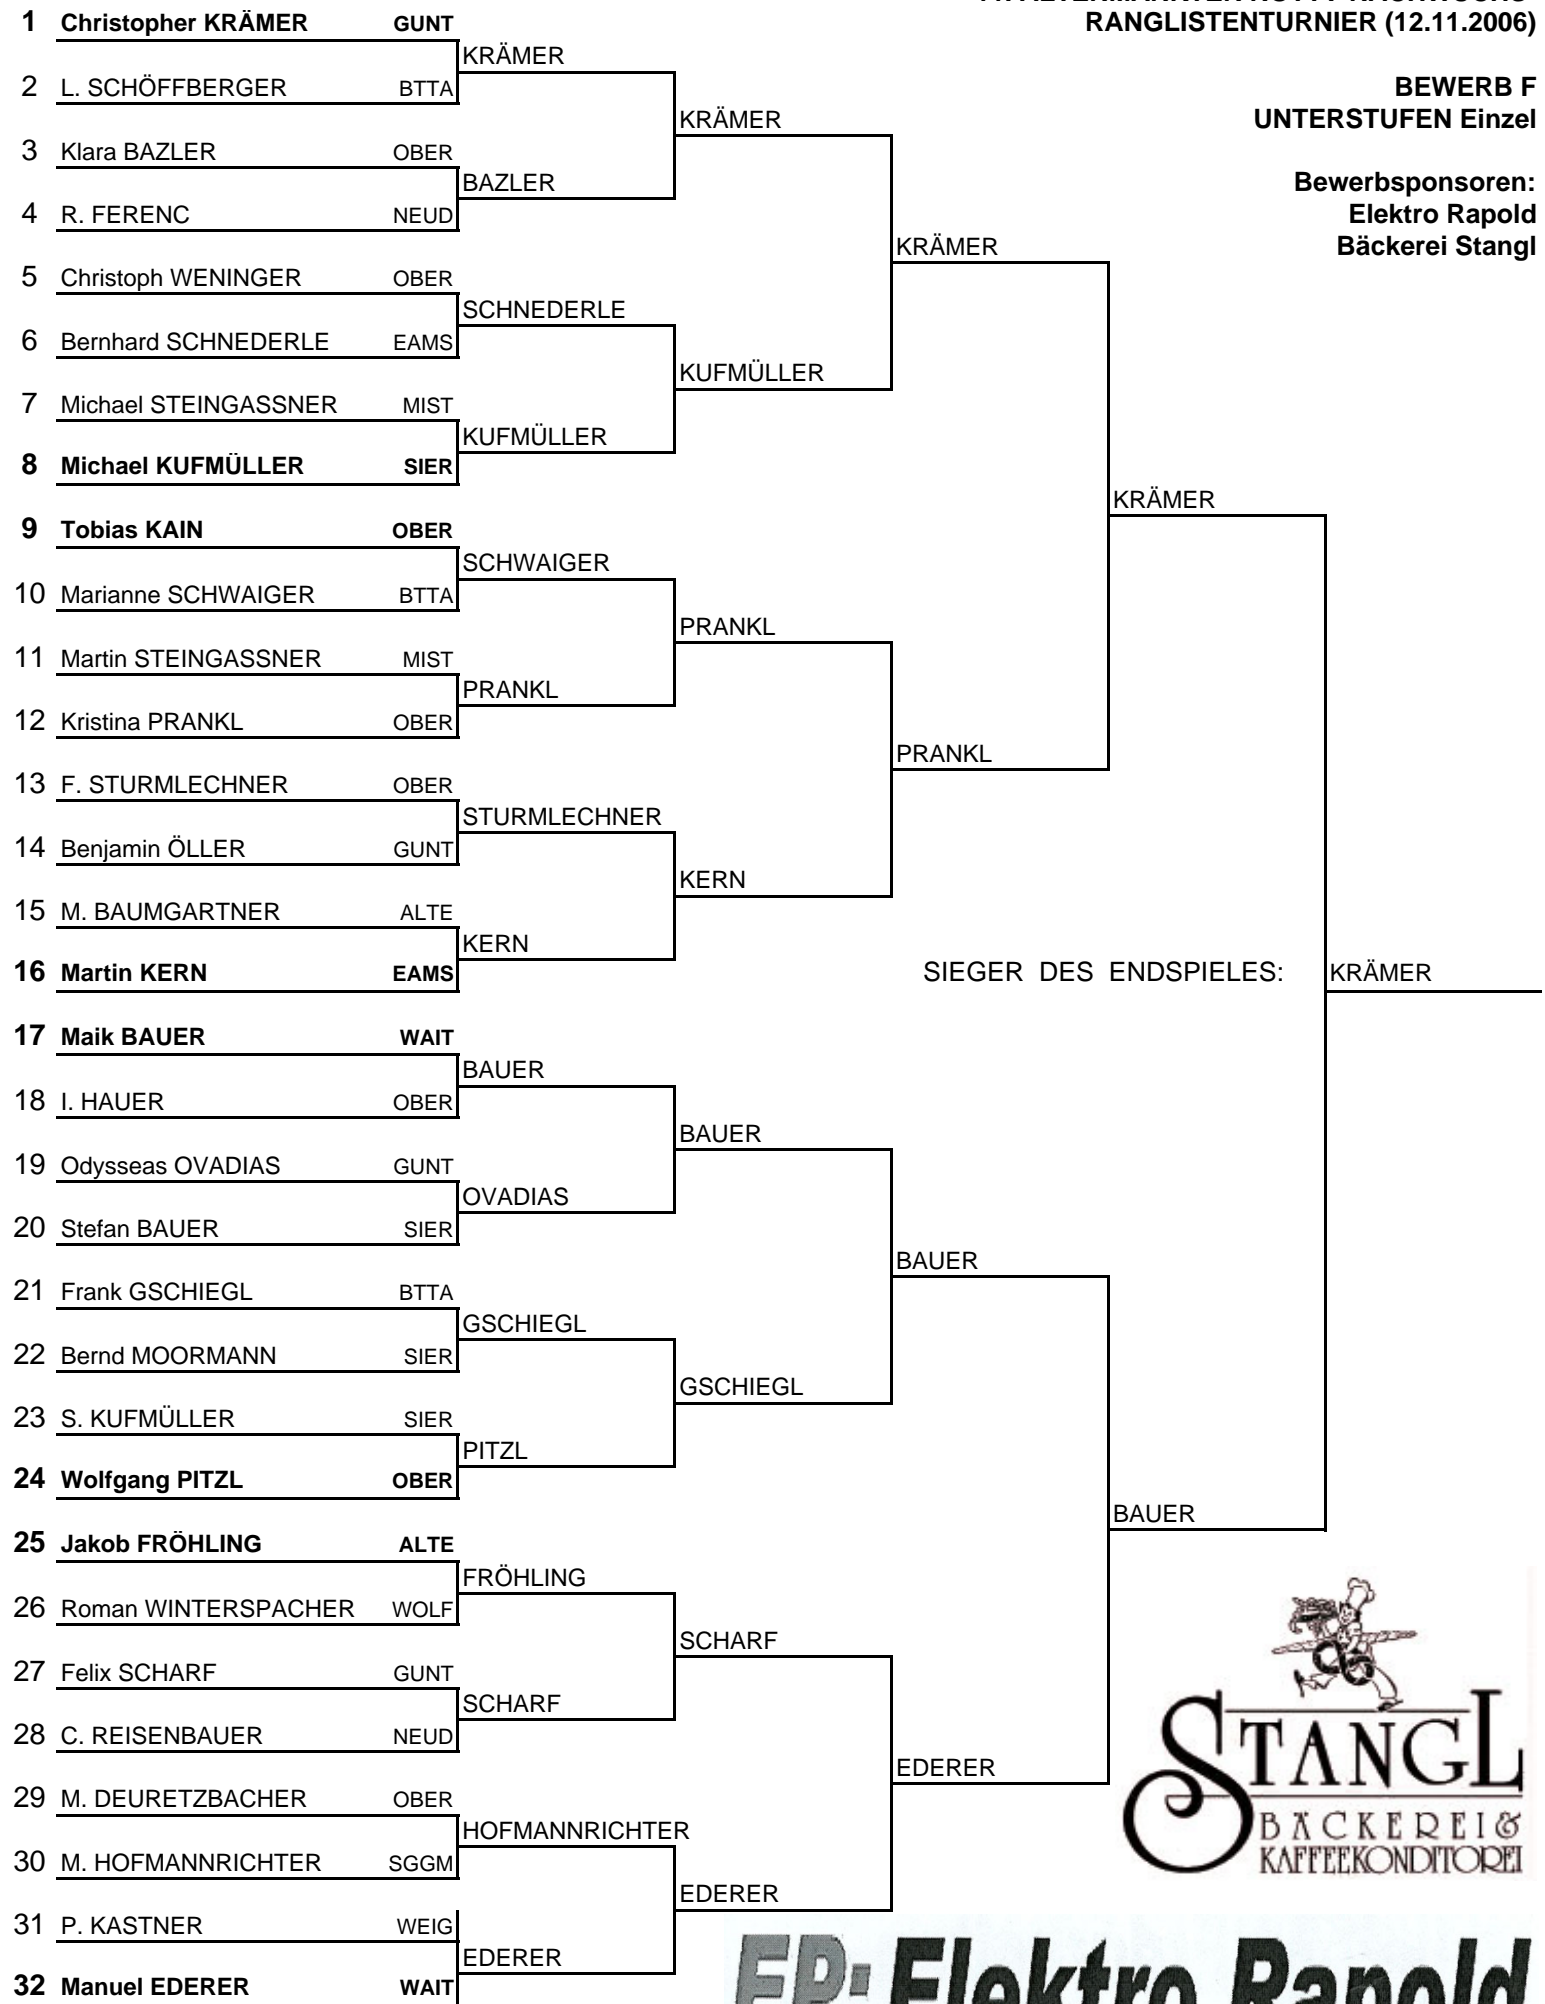 RANGLISTENTURNIER (12.11.2006)
BEWERB F
UNTERSTUFEN Einzel
Bewerbsponsoren:
Elektro Rapold
Bäckerei Stangl
1 Christopher KRÄMER GUNT
KRÄMER
2 L. SCHÖFFBERGER BTTA
KRÄMER
3 Klara BAZLER OBER
BAZLER
4 R. FERENC NEUD
KRÄMER
5 Christoph WENINGER OBER
SCHNEDERLE
6 Bernhard SCHNEDERLE EAMS
KUFMÜLLER
7 Michael STEINGASSNER MIST
KUFMÜLLER
8 Michael KUFMÜLLER SIER
KRÄMER
9 Tobias KAIN OBER
SCHWAIGER
10 Marianne SCHWAIGER BTTA
PRANKL
11 Martin STEINGASSNER MIST
PRANKL
12 Kristina PRANKL OBER
PRANKL
13 F. STURMLECHNER OBER
STURMLECHNER
14 Benjamin ÖLLER GUNT
KERN
15 M. BAUMGARTNER ALTE
KERN
16 Martin KERN EAMS
SIEGER DES ENDSPIELES: KRÄMER
17 Maik BAUER WAIT
BAUER
18 I. HAUER OBER
BAUER
19 Odysseas OVADIAS GUNT
OVADIAS
20 Stefan BAUER SIER
BAUER
21 Frank GSCHIEGL BTTA
GSCHIEGL
22 Bernd MOORMANN SIER
GSCHIEGL
23 S. KUFMÜLLER SIER
PITZL
24 Wolfgang PITZL OBER
BAUER
25 Jakob FRÖHLING ALTE
FRÖHLING
26 Roman WINTERSPACHER WOLF
SCHARF
27 Felix SCHARF GUNT
SCHARF
28 C. REISENBAUER NEUD
EDERER
29 M. DEURETZBACHER OBER
HOFMANNRICHTER
30 M. HOFMANNRICHTER SGGM
EDERER
31 P. KASTNER WEIG
EDERER
32 Manuel EDERER WAIT
STANGL
BÄCKEREI &
KAFFEEKONDITOREI
EP: Elektro Rapold